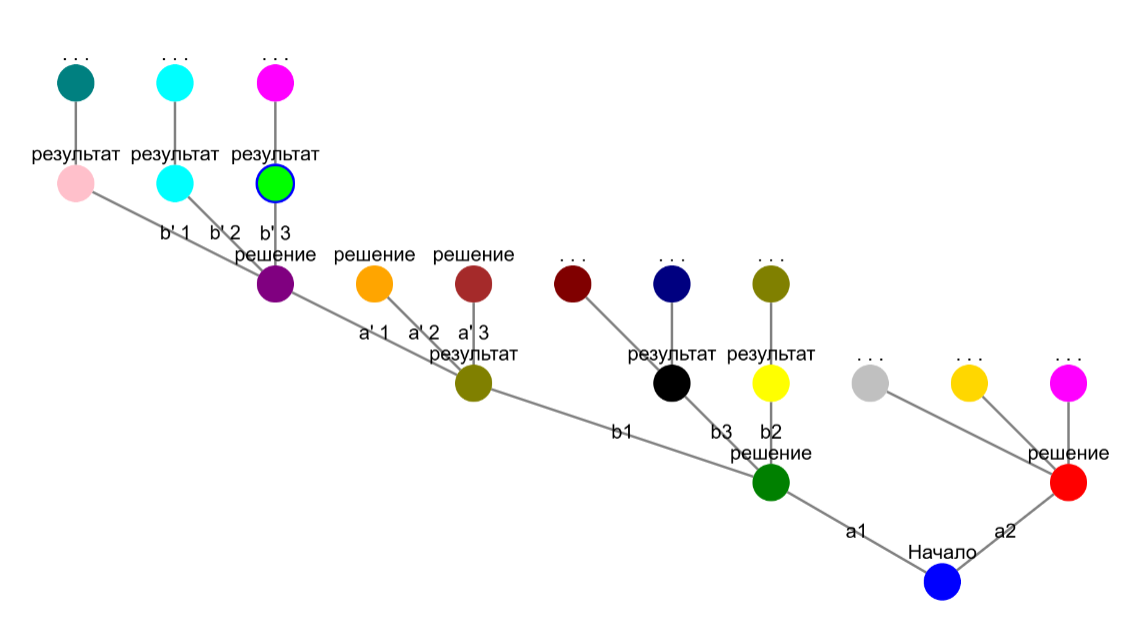 . . .
. . .
. . .
результат
результат
результат
b' 1
b' 2
b' 3
решение
решение
решение
. . .
. . .
. . .
a' 1
a' 2
a' 3
результат
результат
результат
. . .
. . .
. . .
b1
b3
b2
решение
решение
a1
a2
Начало